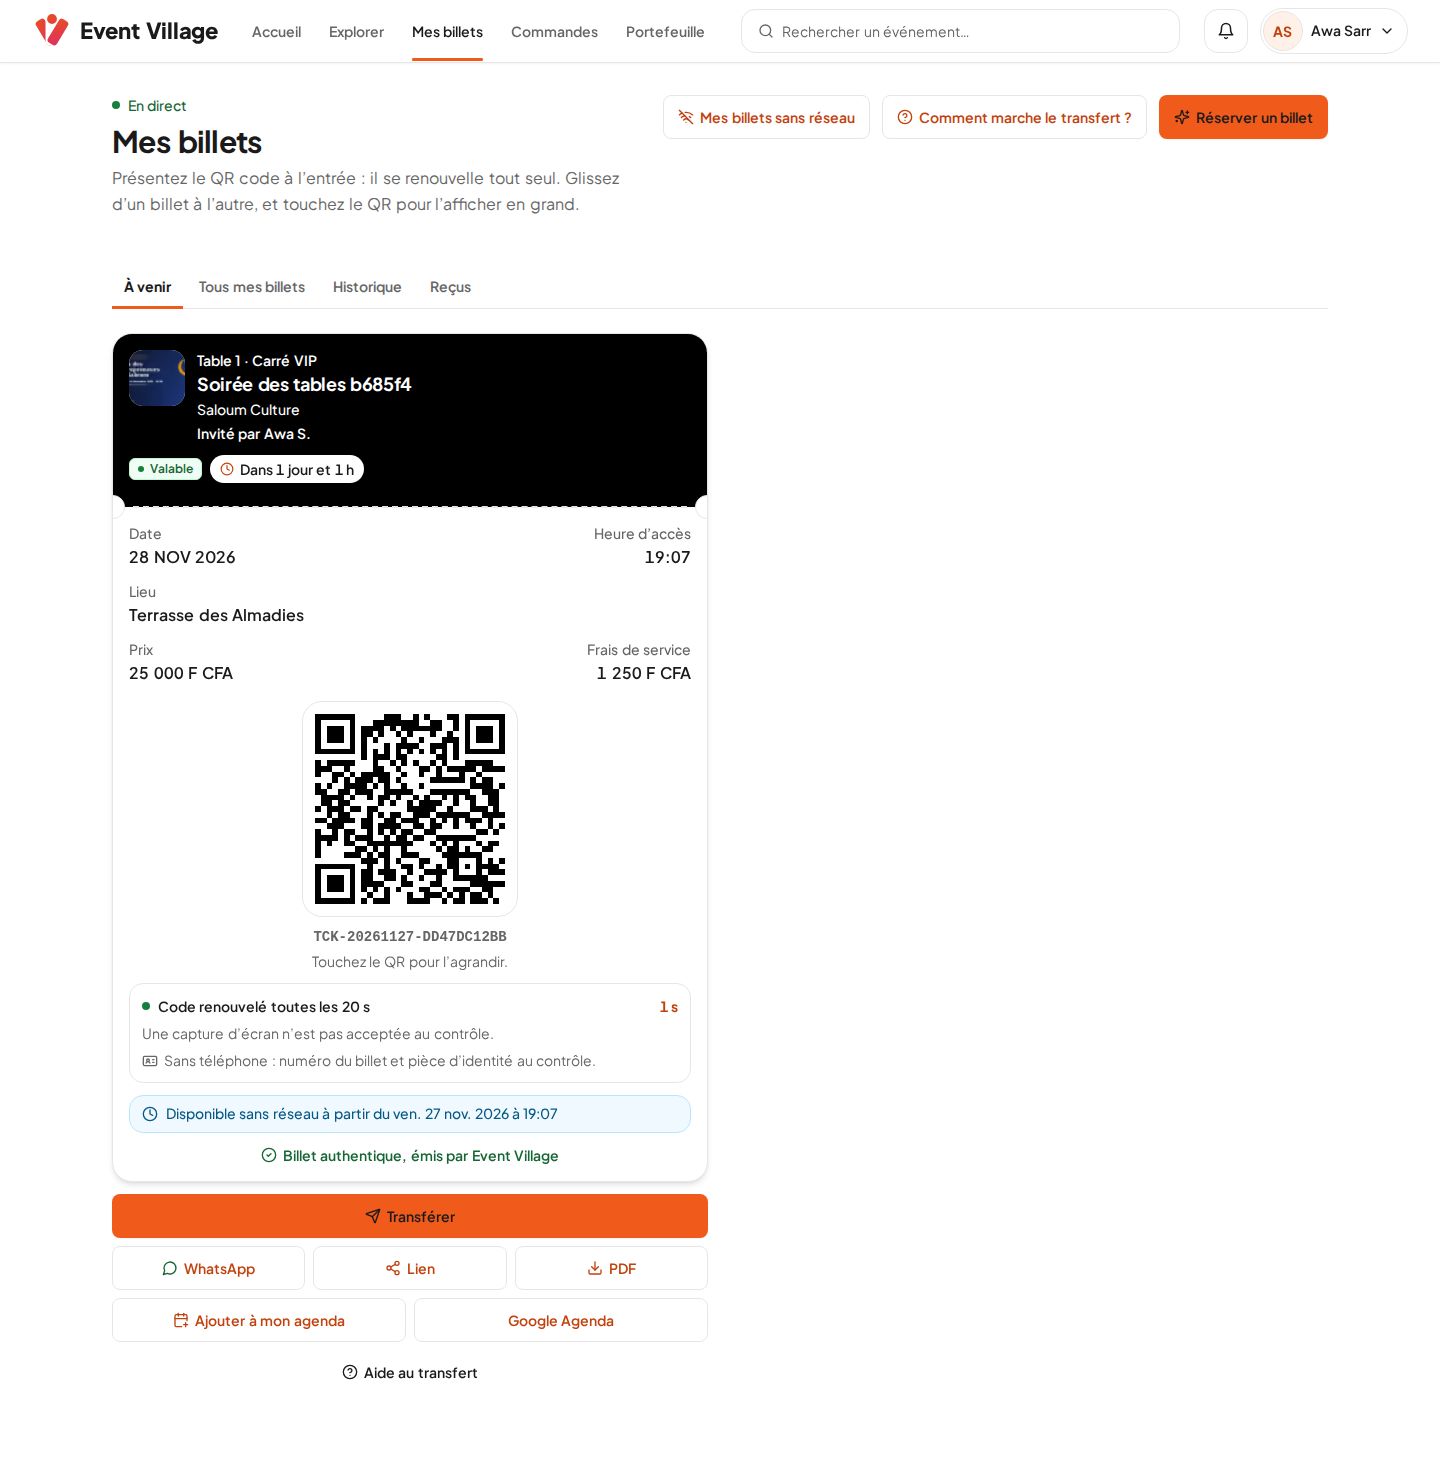 Event Village
Accueil
Explorer
Mes billets
Commandes
Portefeuille
Rechercher un événement…
AS
Awa Sarr
En direct
Mes billets
Présentez le QR code à l’entrée : il se renouvelle tout seul. Glissez
d’un billet à l’autre, et touchez le QR pour l’afficher en grand.
Mes billets sans réseau
Comment marche le transfert ?
Réserver un billet
À venir
Tous mes billets
Historique
Reçus
Table 1 · Carré VIP
Soirée des tables b685f4
Saloum Culture
Invité par Awa S.
Valable
Dans 1 jour et 1 h
Date
Heure d’accès
28 NOV 2026
19:07
Lieu
Terrasse des Almadies
Prix
Frais de service
25 000 F CFA
1 250 F CFA
TCK-20261127-DD47DC12BB
Touchez le QR pour l’agrandir.
Code renouvelé toutes les 20 s
1 s
Une capture d’écran n’est pas acceptée au contrôle.
Sans téléphone : numéro du billet et pièce d’identité au contrôle.
Disponible sans réseau à partir du ven. 27 nov. 2026 à 19:07
Billet authentique, émis par Event Village
Transférer
WhatsApp
Lien
PDF
Ajouter à mon agenda
Google Agenda
Aide au transfert